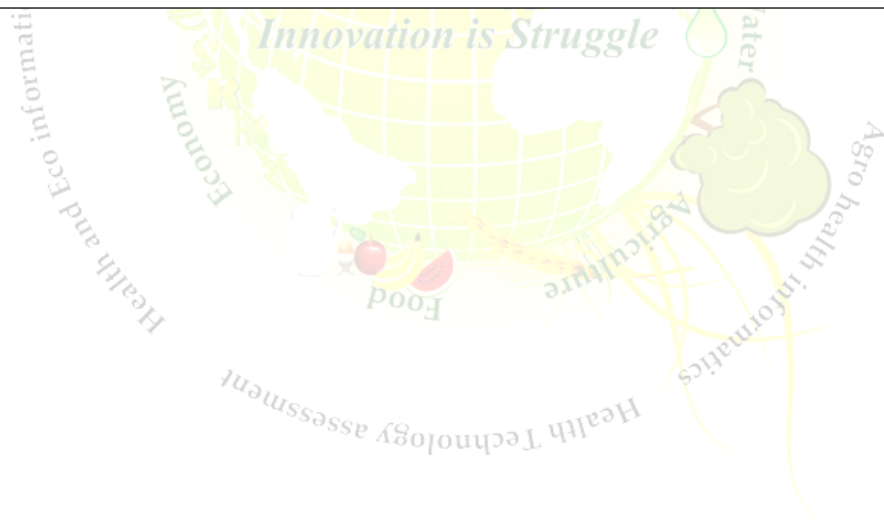 Innovation is Struggle
ater
Economy
Agriculture
Food
Health and Eco informati
Health Technology assessment
Agro health informatics